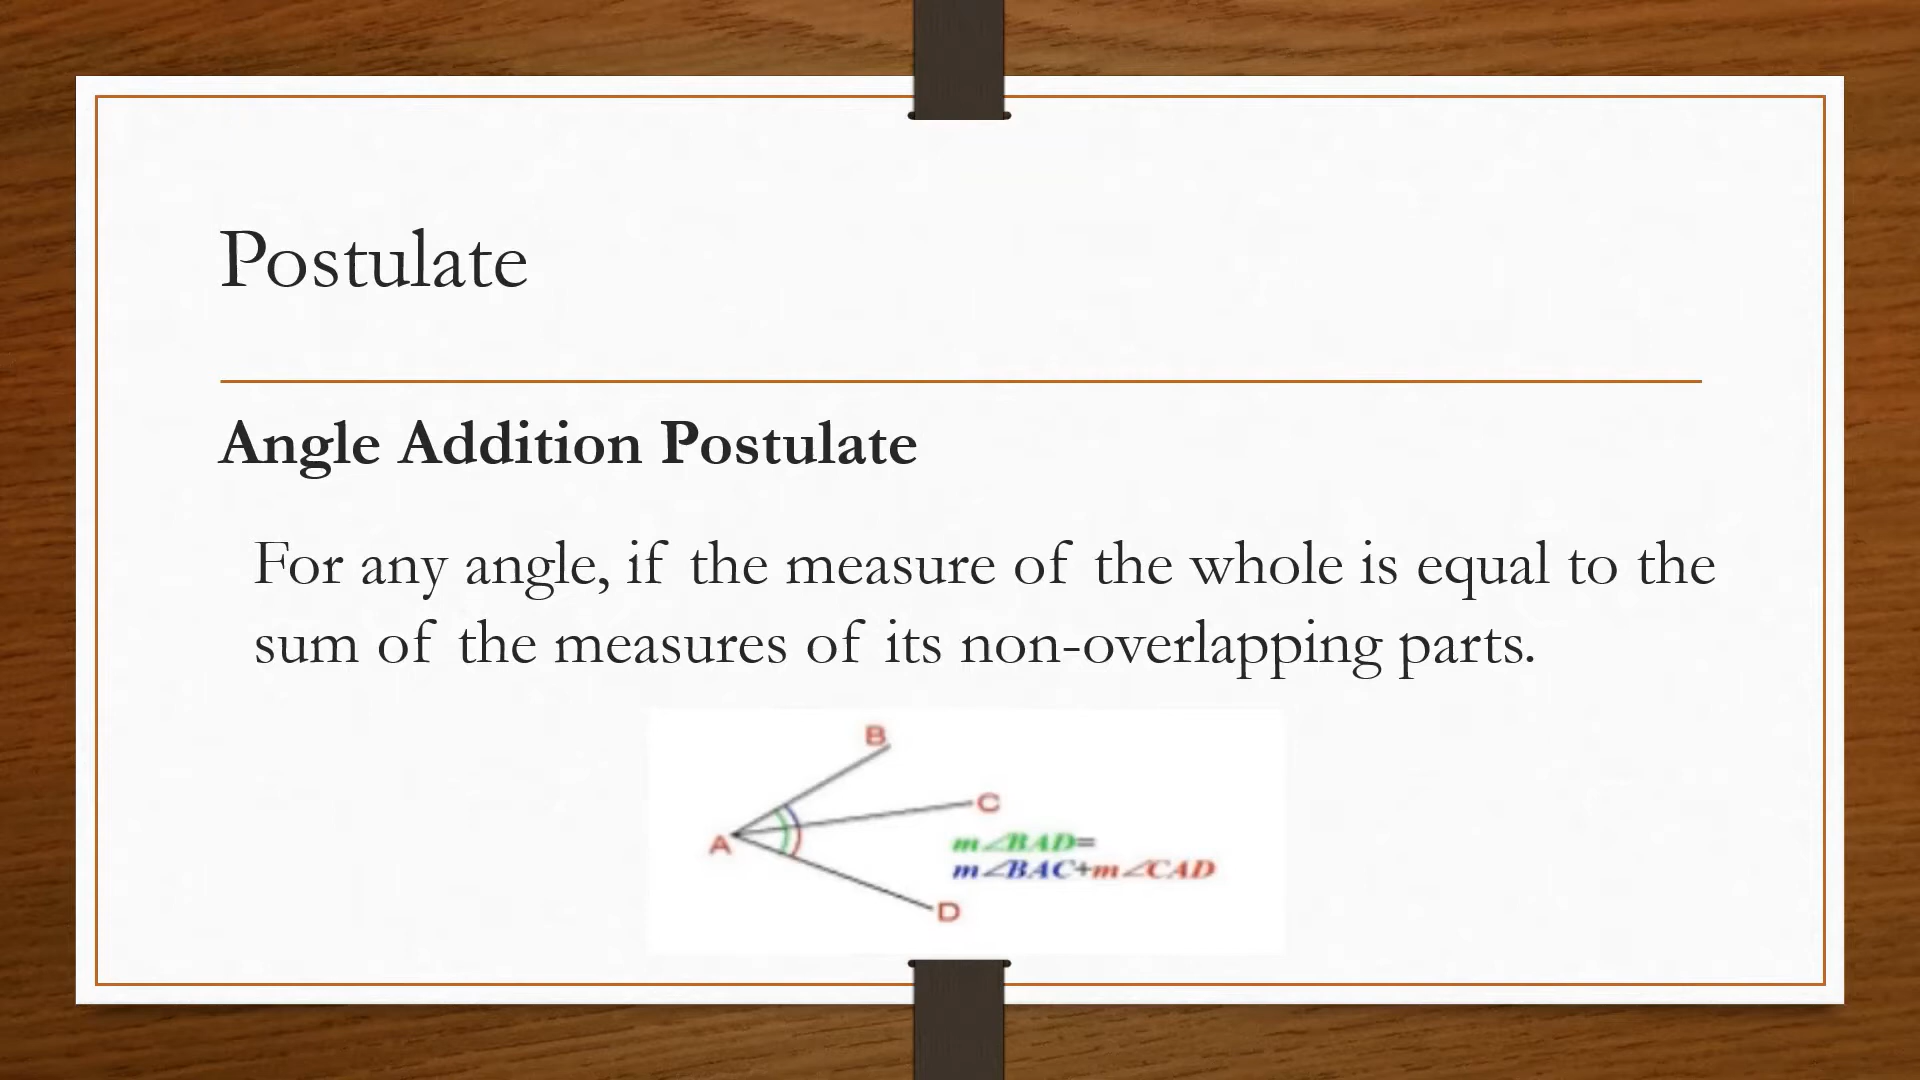 Postulate
Angle Addition Postulate
For any angle, if the measure of the whole is equal to the
sum of the measures of its non-overlapping parts.
B
C
A
m∠BAD=
m∠BAC+m∠CAD
D